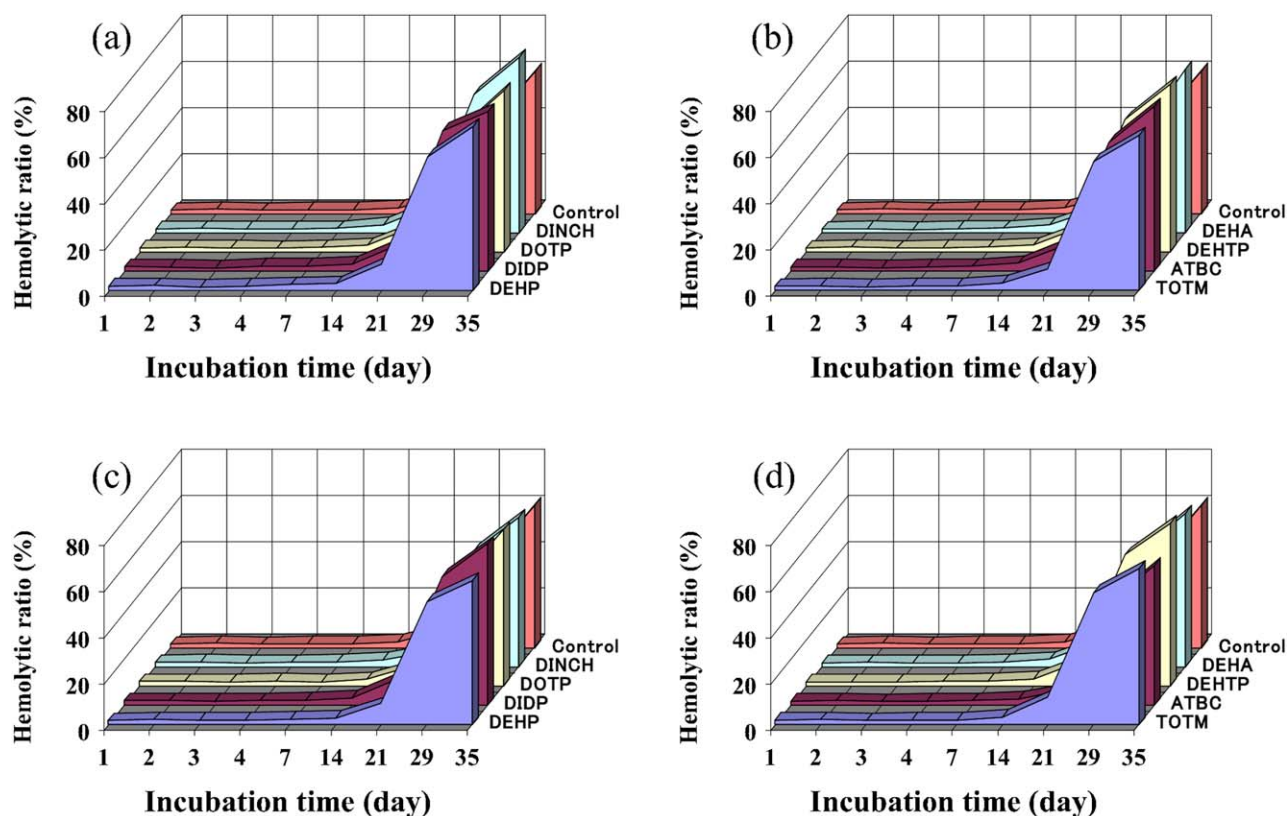 (a)
Hemolytic ratio (%)
80
60
40
20
0
Control
DINCH
DOTP
DIDP
DEHP
1 2 3 4 7 14 21 29 35
Incubation time (day)
(b)
Hemolytic ratio (%)
80
60
40
20
0
Control
DEHA
DEHTP
ATBC
TOTM
1 2 3 4 7 14 21 29 35
Incubation time (day)
(c)
Hemolytic ratio (%)
80
60
40
20
0
Control
DINCH
DOTP
DIDP
DEHP
1 2 3 4 7 14 21 29 35
Incubation time (day)
(d)
Hemolytic ratio (%)
80
60
40
20
0
Control
DEHA
DEHTP
ATBC
TOTM
1 2 3 4 7 14 21 29 35
Incubation time (day)